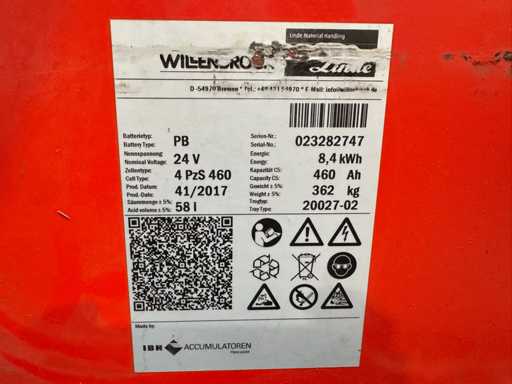 Linde Material Handling
WILLENBROCK Linde
Batterietyp:
Battery Type: PB
Serien-Nr.:
Serial-No.: 023282747
Nennspannung:
Nominal Voltage: 24 V
Energie:
Energy: 8,4 kWh
Zellentype:
Cell Type: 4 PzS 460
Kapazität C5:
Capacity C5: 460 Ah
Prod. Datum:
Prod.-Date: 41/2017
Gewicht ± 5%:
Weight ± 5%: 362 kg
Säuremenge ± 5%:
Acid volume ± 5%: 58 l
Trogtyp:
Tray Type: 20027-02
Pb
Made by:
IBH ACCUMULATOREN